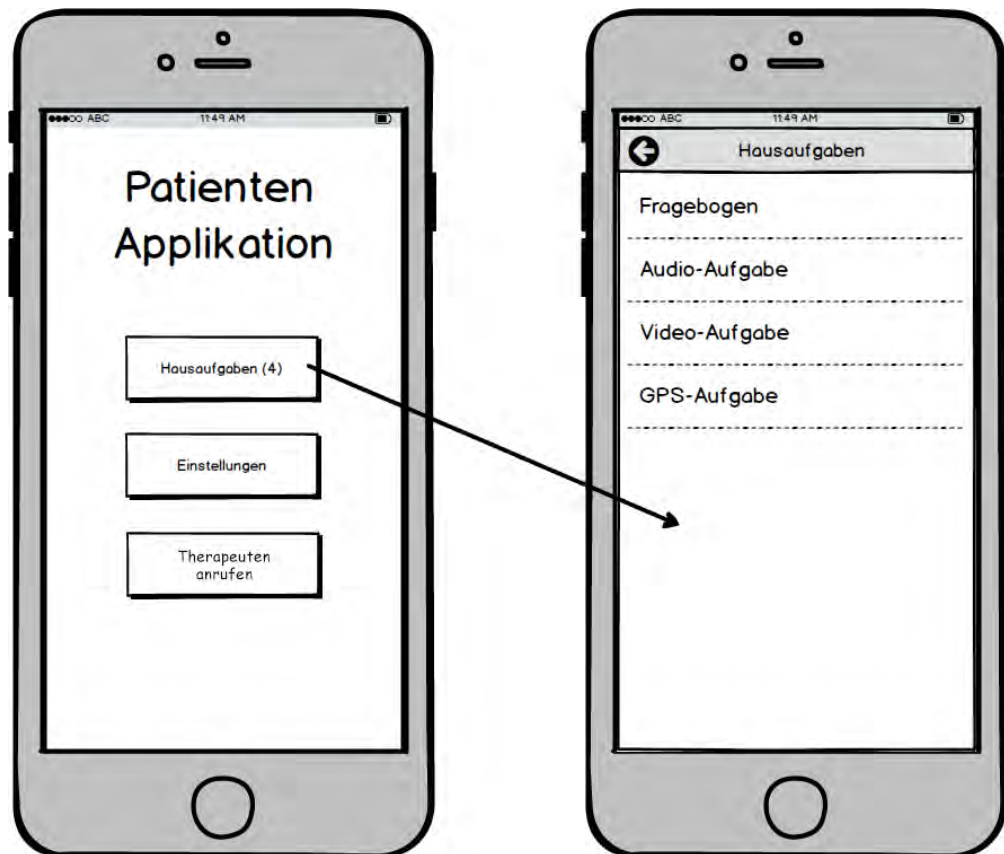 ABC 11:49 AM
Patienten
Applikation
Hausaufgaben (4)
Einstellungen
Therapeuten
anrufen
ABC 11:49 AM
Hausaufgaben
Fragebogen
Audio-Aufgabe
Video-Aufgabe
GPS-Aufgabe